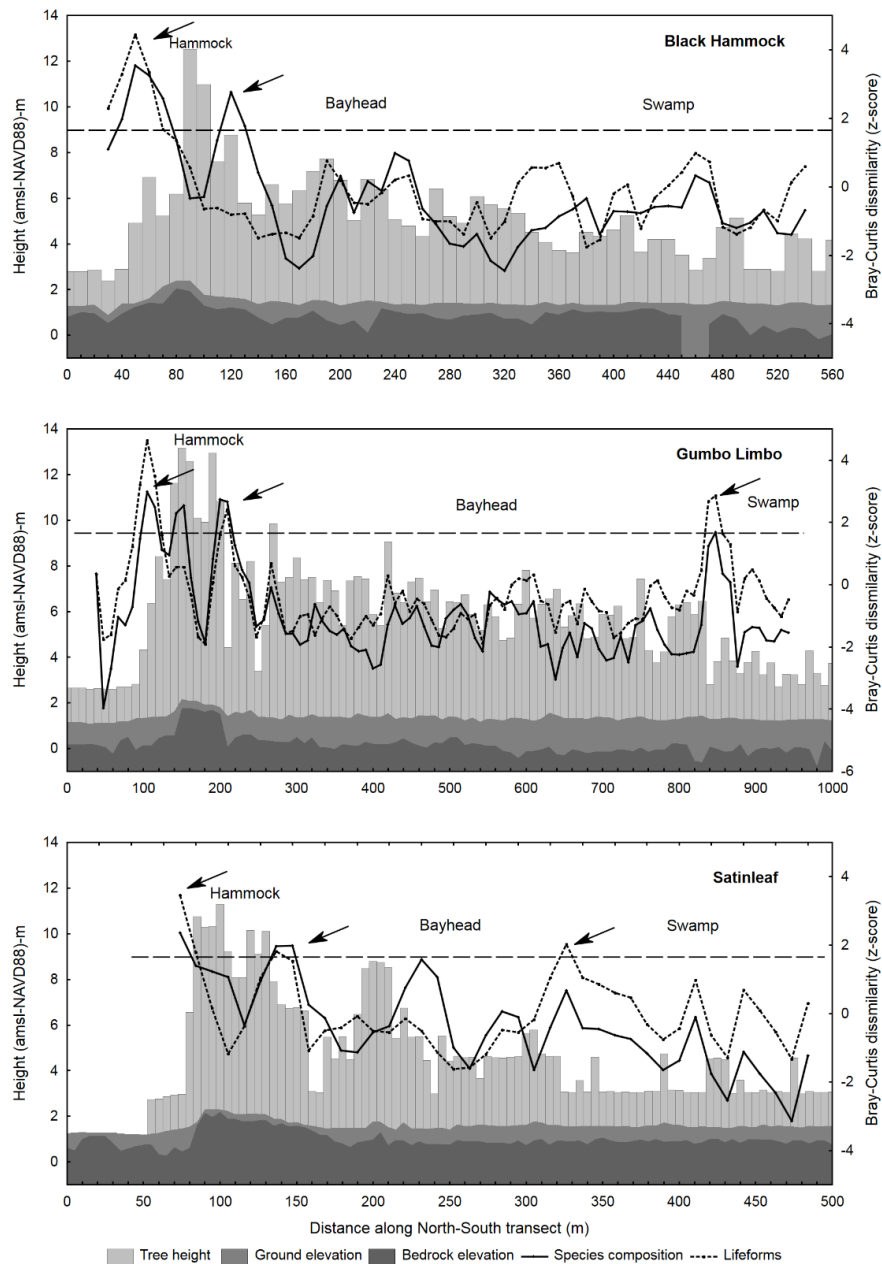 14
12
10
8
6
4
2
0
Height (amsl-NAVD88)-m
Hammock
Bayhead
Swamp
Black Hammock
4
2
0
-2
-4
Bray-Curtis dissmilarity (z-score)
0 40 80 120 160 200 240 280 320 360 400 440 480 520 560
14
12
10
8
6
4
2
0
Height (amsl-NAVD88)-m
Hammock
Bayhead
Gumbo Limbo
Swamp
4
2
0
-2
-4
-6
Bray-Curtis dissmilarity (z-score)
0 100 200 300 400 500 600 700 800 900 1000
14
12
10
8
6
4
2
0
Height (amsl-NAVD88)-m
Hammock
Bayhead
Satinleaf
Swamp
4
2
0
-2
-4
Bray-Curtis dissmilarity (z-score)
0 50 100 150 200 250 300 350 400 450 500
Distance along North-South transect (m)
Tree height Ground elevation Bedrock elevation Species composition Lifeforms